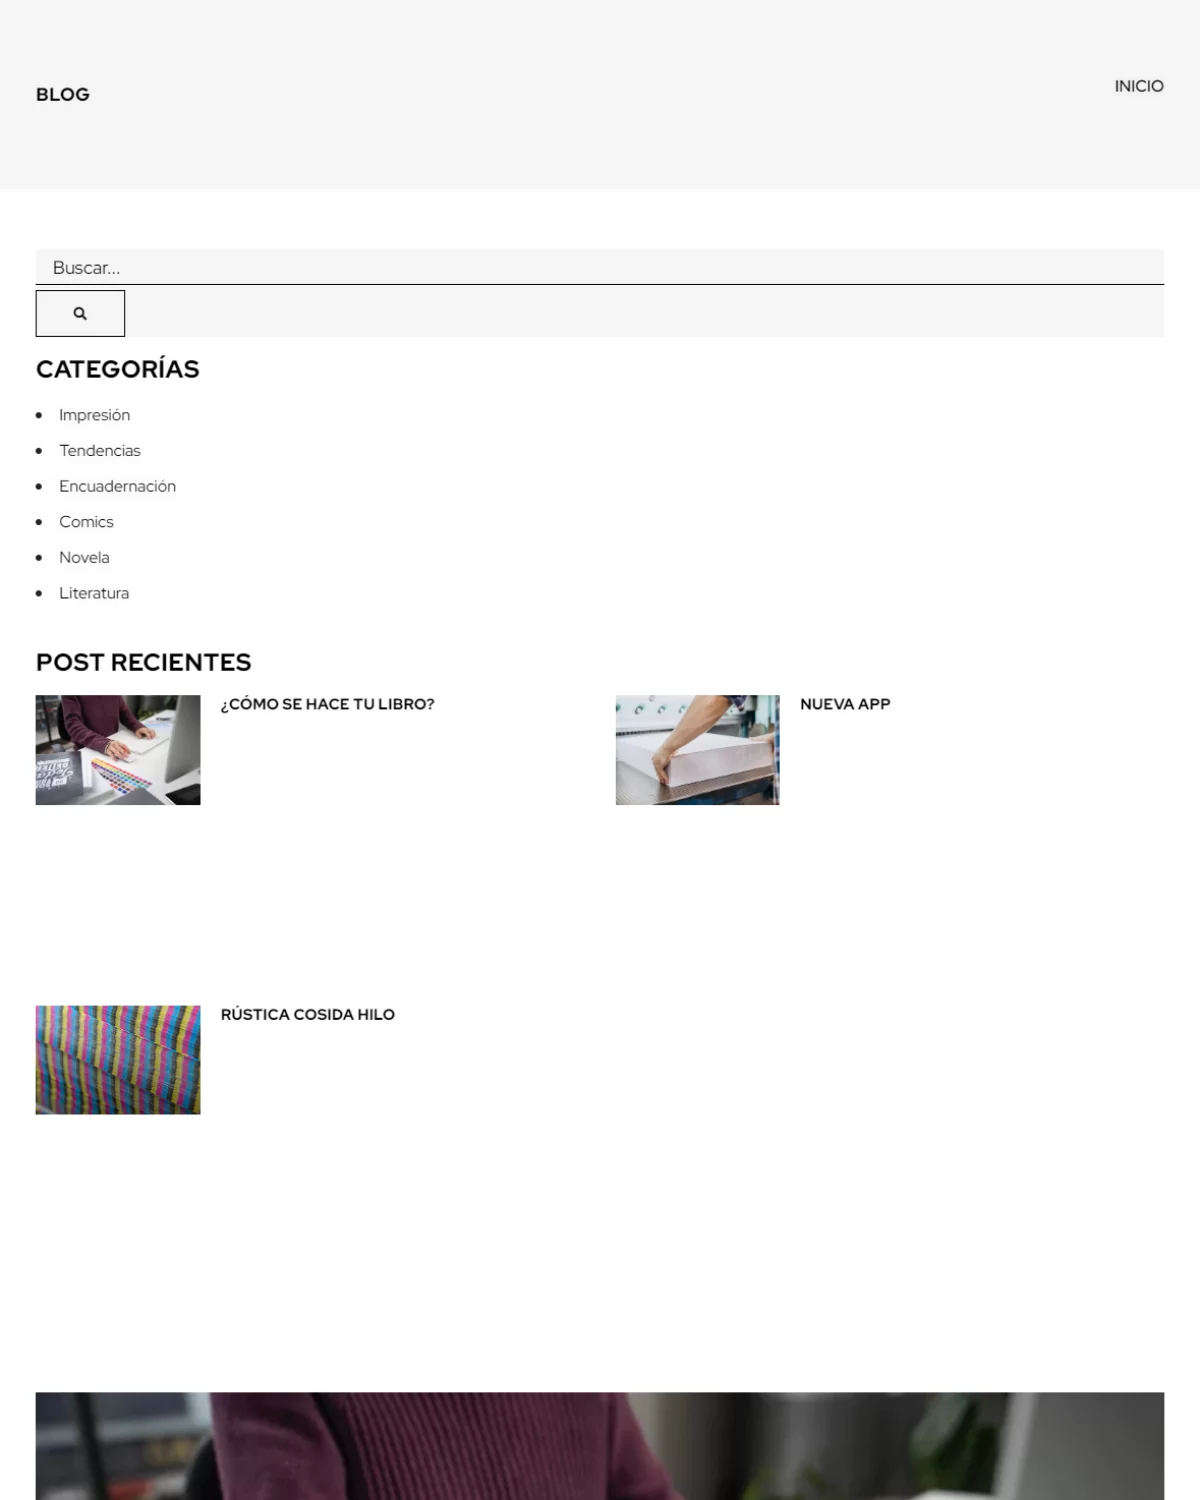 BLOG
INICIO
Buscar...
CATEGORÍAS
Impresión
Tendencias
Encuadernación
Comics
Novela
Literatura
POST RECIENTES
¿CÓMO SE HACE TU LIBRO?
NUEVA APP
RÚSTICA COSIDA HILO